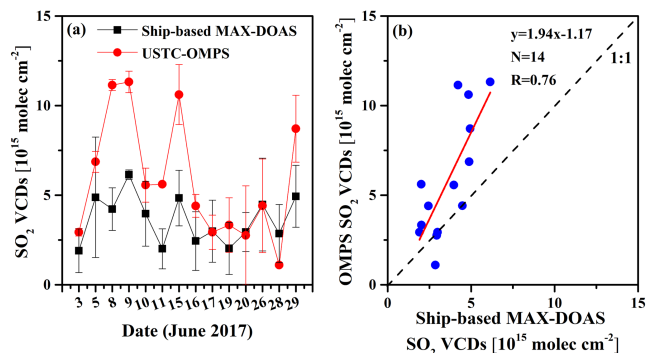 (a)
Ship-based MAX-DOAS
USTC-OMPS
15
10
5
0
SO2 VCDs [10^15 molec cm^-2]
3 5 8 9 10 11 15 16 17 19 20 26 28 29
Date (June 2017)
(b)
y=1.94x-1.17
N=14
R=0.76
1:1
15
10
5
0
OMPS SO2 VCDs [10^15 molec cm^-2]
0 5 10 15
Ship-based MAX-DOAS
SO2 VCDs [10^15 molec cm^-2]